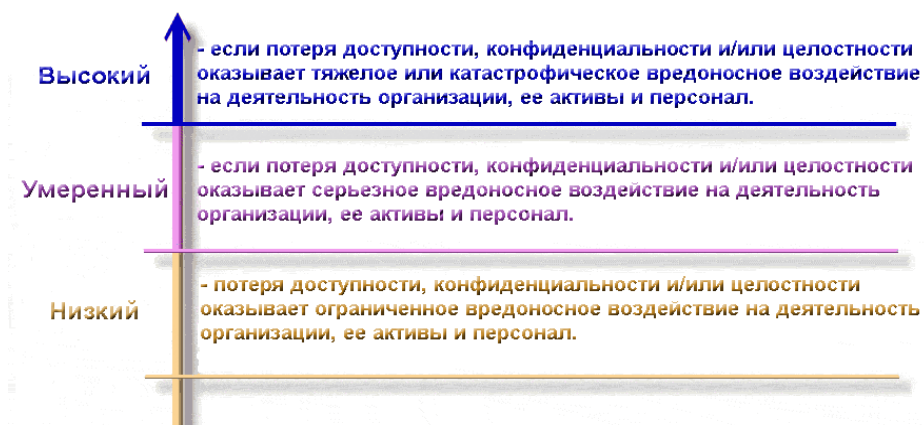 Высокий
- если потеря доступности, конфиденциальности и/или целостности
оказывает тяжелое или катастрофическое вредоносное воздействие
на деятельность организации, ее активы и персонал.
Умеренный
- если потеря доступности, конфиденциальности и/или целостности
оказывает серьезное вредоносное воздействие на деятельность
организации, ее активы и персонал.
Низкий
- потеря доступности, конфиденциальности и/или целостности
оказывает ограниченное вредоносное воздействие на деятельность
организации, ее активы и персонал.